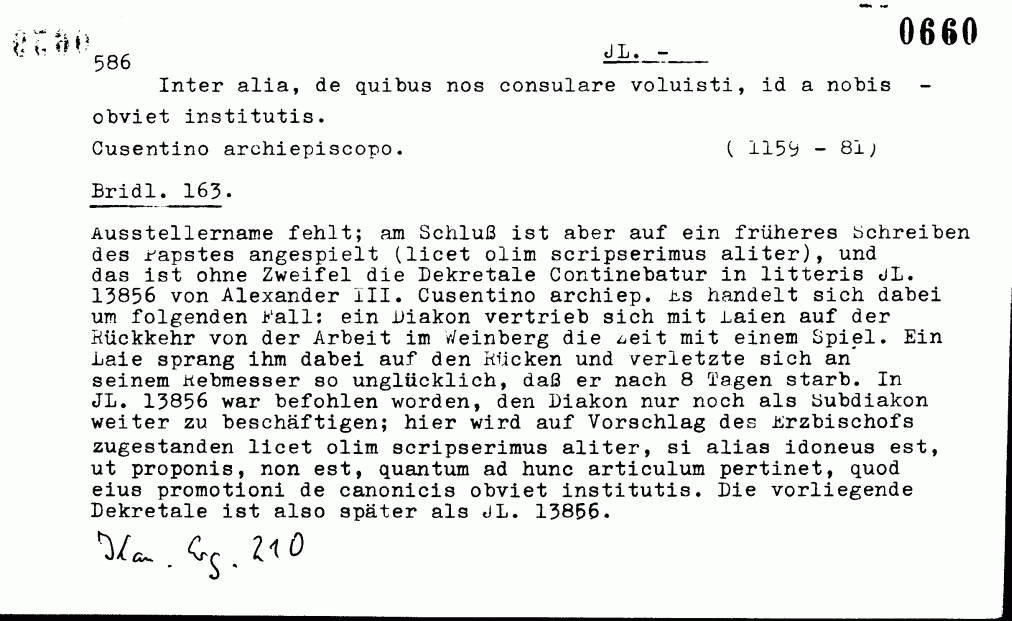 0660
586
JL. -
Inter alia, de quibus nos consulare voluisti, id a nobis -
obviet institutis.
Cusentino archiepiscopo. ( 1159 - 81)
Bridl. 163.
Ausstellername fehlt; am Schluß ist aber auf ein früheres Schreiben
des Papstes angespielt (licet olim scripserimus aliter), und
das ist ohne Zweifel die Dekretale Continebatur in litteris JL.
13856 von Alexander III. Cusentino archiep. Es handelt sich dabei
um folgenden Fall: ein Diakon vertrieb sich mit Laien auf der
Rückkehr von der Arbeit im Weinberg die Zeit mit einem Spiel. Ein
Laie sprang ihm dabei auf den Rücken und verletzte sich an
seinem Rebmesser so unglücklich, daß er nach 8 Tagen starb. In
JL. 13856 war befohlen worden, den Diakon nur noch als Subdiakon
weiter zu beschäftigen; hier wird auf Vorschlag des Erzbischofs
zugestanden licet olim scripserimus aliter, si alias idoneus est,
ut proponis, non est, quantum ad hunc articulum pertinet, quod
eius promotioni de canonicis obviet institutis. Die vorliegende
Dekretale ist also später als JL. 13856.
210